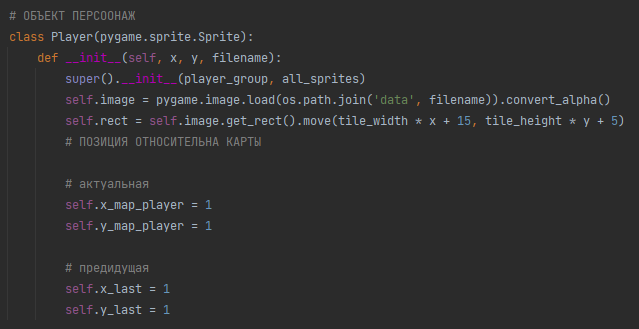 # ОБЪЕКТ ПЕРСООНАЖ
class Player(pygame.sprite.Sprite):
def __init__(self, x, y, filename):
super().__init__(player_group, all_sprites)
self.image = pygame.image.load(os.path.join('data', filename)).convert_alpha()
self.rect = self.image.get_rect().move(tile_width * x + 15, tile_height * y + 5)
# ПОЗИЦИЯ ОТНОСИТЕЛЬНА КАРТЫ
# актуальная
self.x_map_player = 1
self.y_map_player = 1
# предидущая
self.x_last = 1
self.y_last = 1